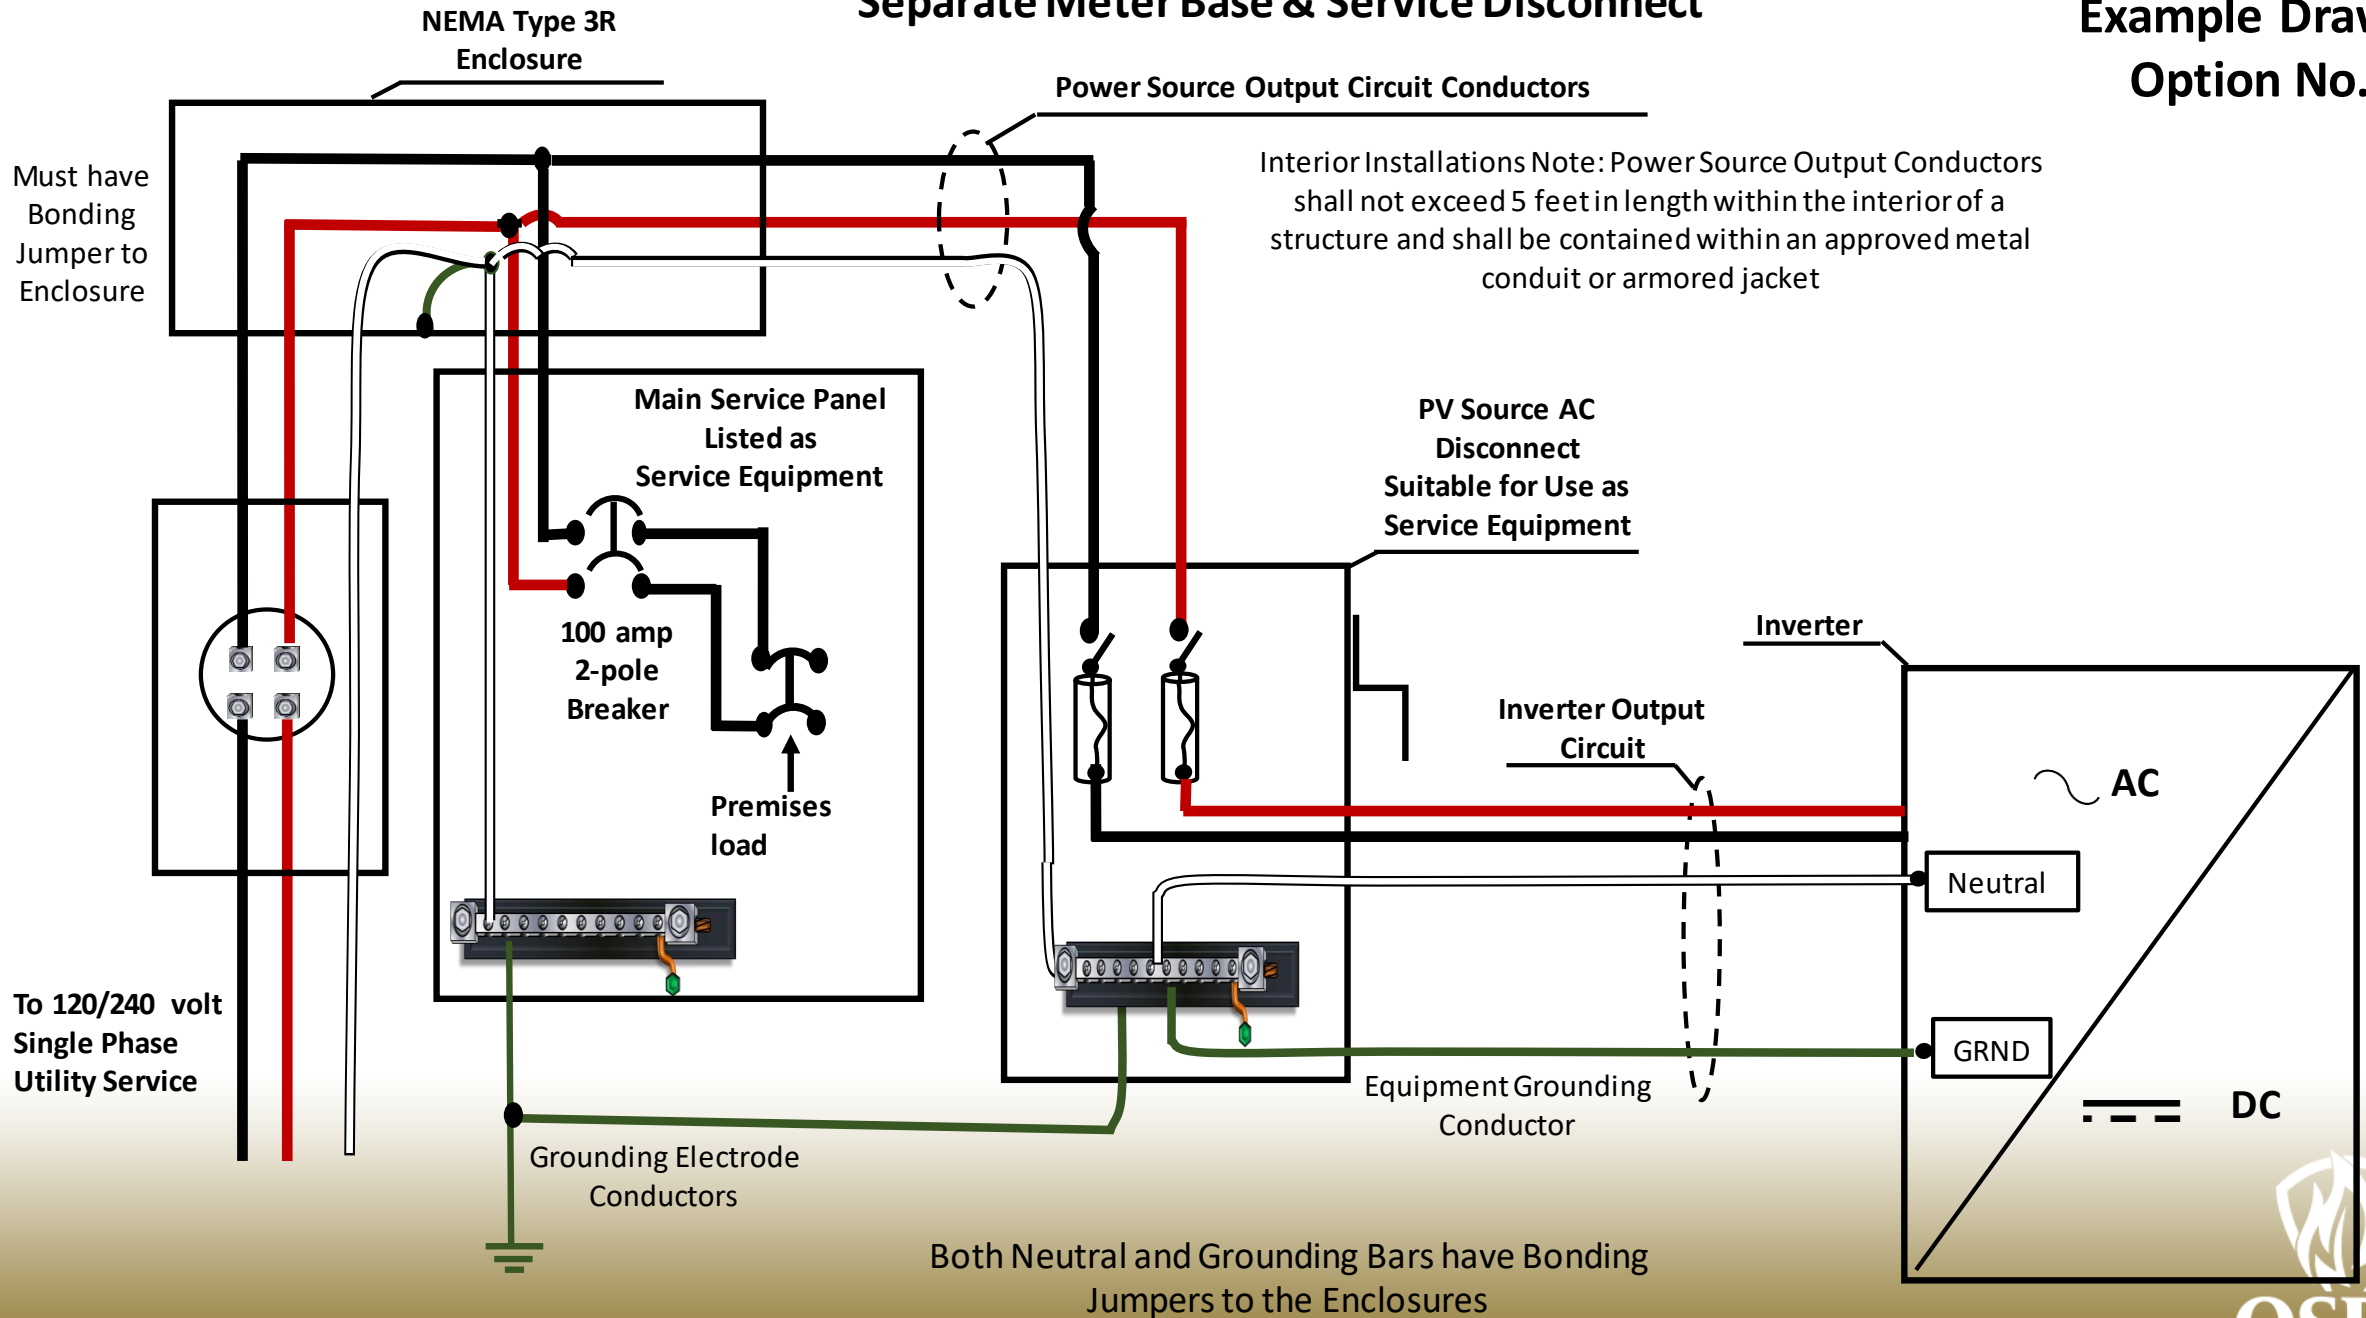 Separate Meter Base & Service Disconnect
Example
Option No.
NEMA Type 3R
Enclosure
Power Source Output Circuit Conductors
Must have
Bonding
Jumper to
Enclosure
Interior Installations Note: Power Source Output Conductors
shall not exceed 5 feet in length within the interior of a
structure and shall be contained within an approved metal
conduit or armored jacket
Main Service Panel
Listed as
Service Equipment
PV Source AC
Disconnect
Suitable for Use as
Service Equipment
100 amp
2-pole
Breaker
Premises
load
Inverter
Inverter Output
Circuit
AC
Neutral
GRND
DC
To 120/240 volt
Single Phase
Utility Service
Equipment Grounding
Conductor
Grounding Electrode
Conductors
Both Neutral and Grounding Bars have Bonding
Jumpers to the Enclosures